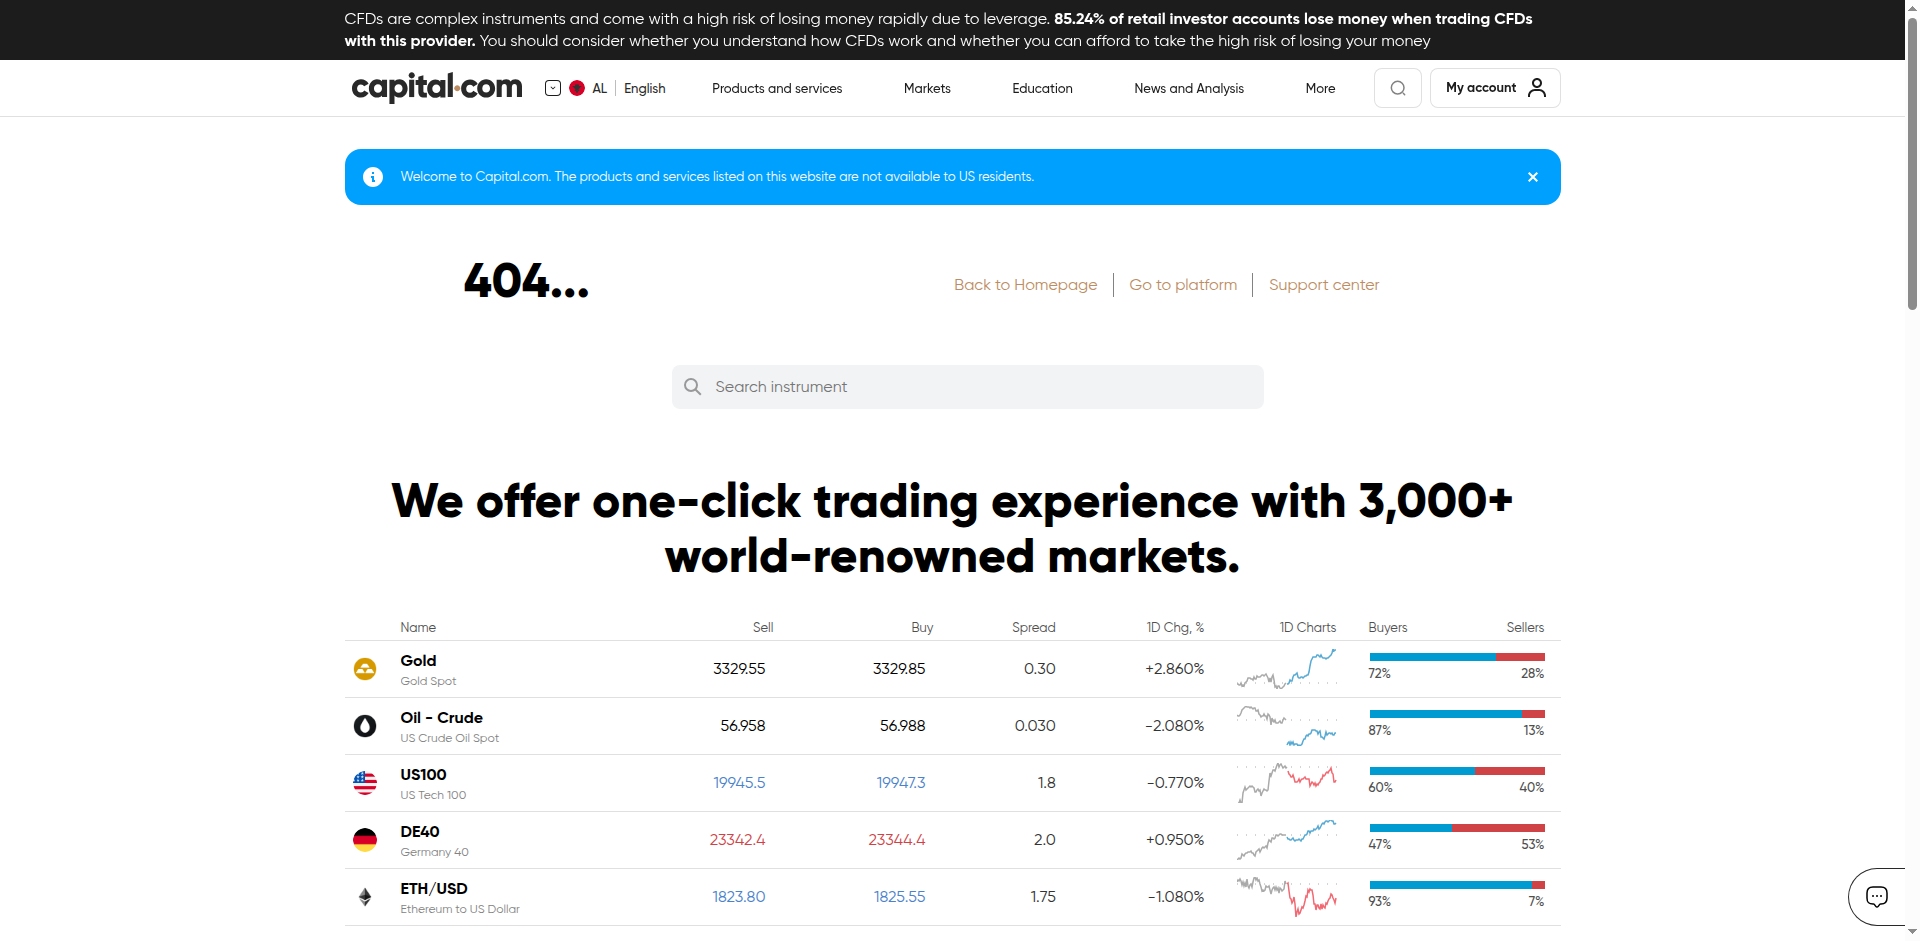 CFDs are complex instruments and come with a high risk of losing money rapidly due to leverage. 85.24% of retail investor accounts lose money when trading CFDs
with this provider. You should consider whether you understand how CFDs work and whether you can afford to take the high risk of losing your money
capital.com AL English Products and services Markets Education News and Analysis More My account
Welcome to Capital.com. The products and services listed on this website are not available to US residents.
404... Back to Homepage Go to platform Support center
Search instrument
We offer one-click trading experience with 3,000+
world-renowned markets.
Name Sell Buy Spread 1D Chg, % 1D Charts Buyers Sellers
Gold
Gold Spot
3329.55 3329.85 0.30 +2.860%
72% 28%
Oil - Crude
US Crude Oil Spot
56.958 56.988 0.030 -2.080%
87% 13%
US100
US Tech 100
19945.5 19947.3 1.8 -0.770%
60% 40%
DE40
Germany 40
23342.4 23344.4 2.0 +0.950%
47% 53%
ETH/USD
Ethereum to US Dollar
1823.80 1825.55 1.75 -1.080%
93% 7%